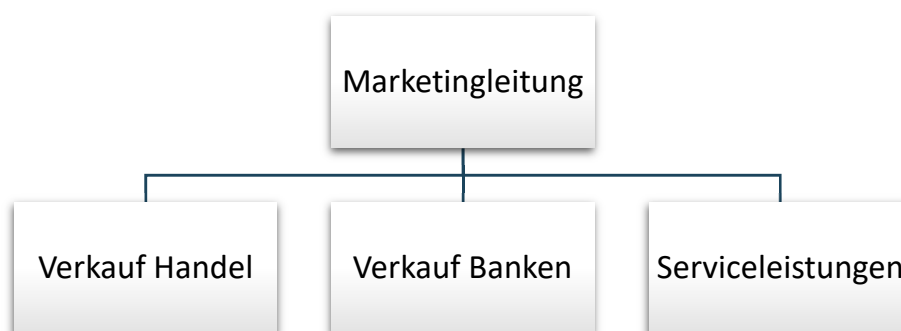 Marketingleitung
Verkauf Handel
Verkauf Banken
Serviceleistungen